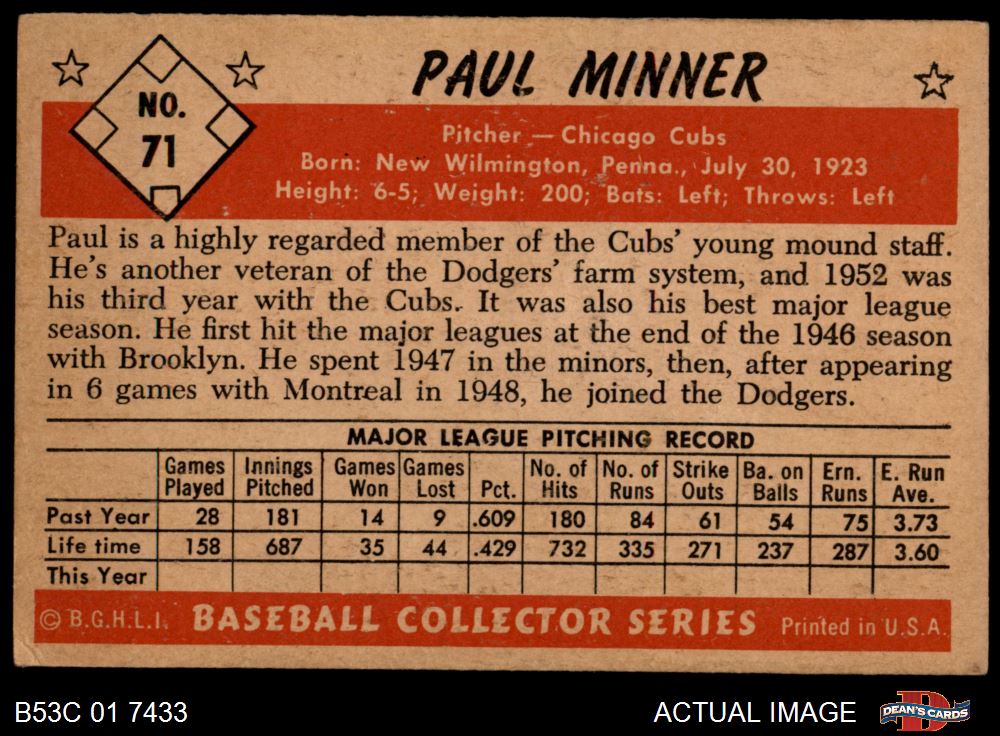 PAUL MINNER
NO.
71
Pitcher — Chicago Cubs
Born: New Wilmington, Penna., July 30, 1923
Height: 6-5; Weight: 200; Bats: Left; Throws: Left
Paul is a highly regarded member of the Cubs' young mound staff.
He's another veteran of the Dodgers' farm system, and 1952 was
his third year with the Cubs. It was also his best major league
season. He first hit the major leagues at the end of the 1946 season
with Brooklyn. He spent 1947 in the minors, then, after appearing
in 6 games with Montreal in 1948, he joined the Dodgers.
MAJOR LEAGUE PITCHING RECORD
Games Innings Games Games No. of No. of Strike Ba. on Ern. E. Run
Played Pitched Won Lost Pct. Hits Runs Outs Balls Runs Ave.
Past Year 28 181 14 9 .609 180 84 61 54 75 3.73
Life time 158 687 35 44 .429 732 335 271 237 287 3.60
This Year
© B.G.H.L.I. BASEBALL COLLECTOR SERIES Printed in U.S.A.
B53C 01 7433 ACTUAL IMAGE DEAN'S CARDS